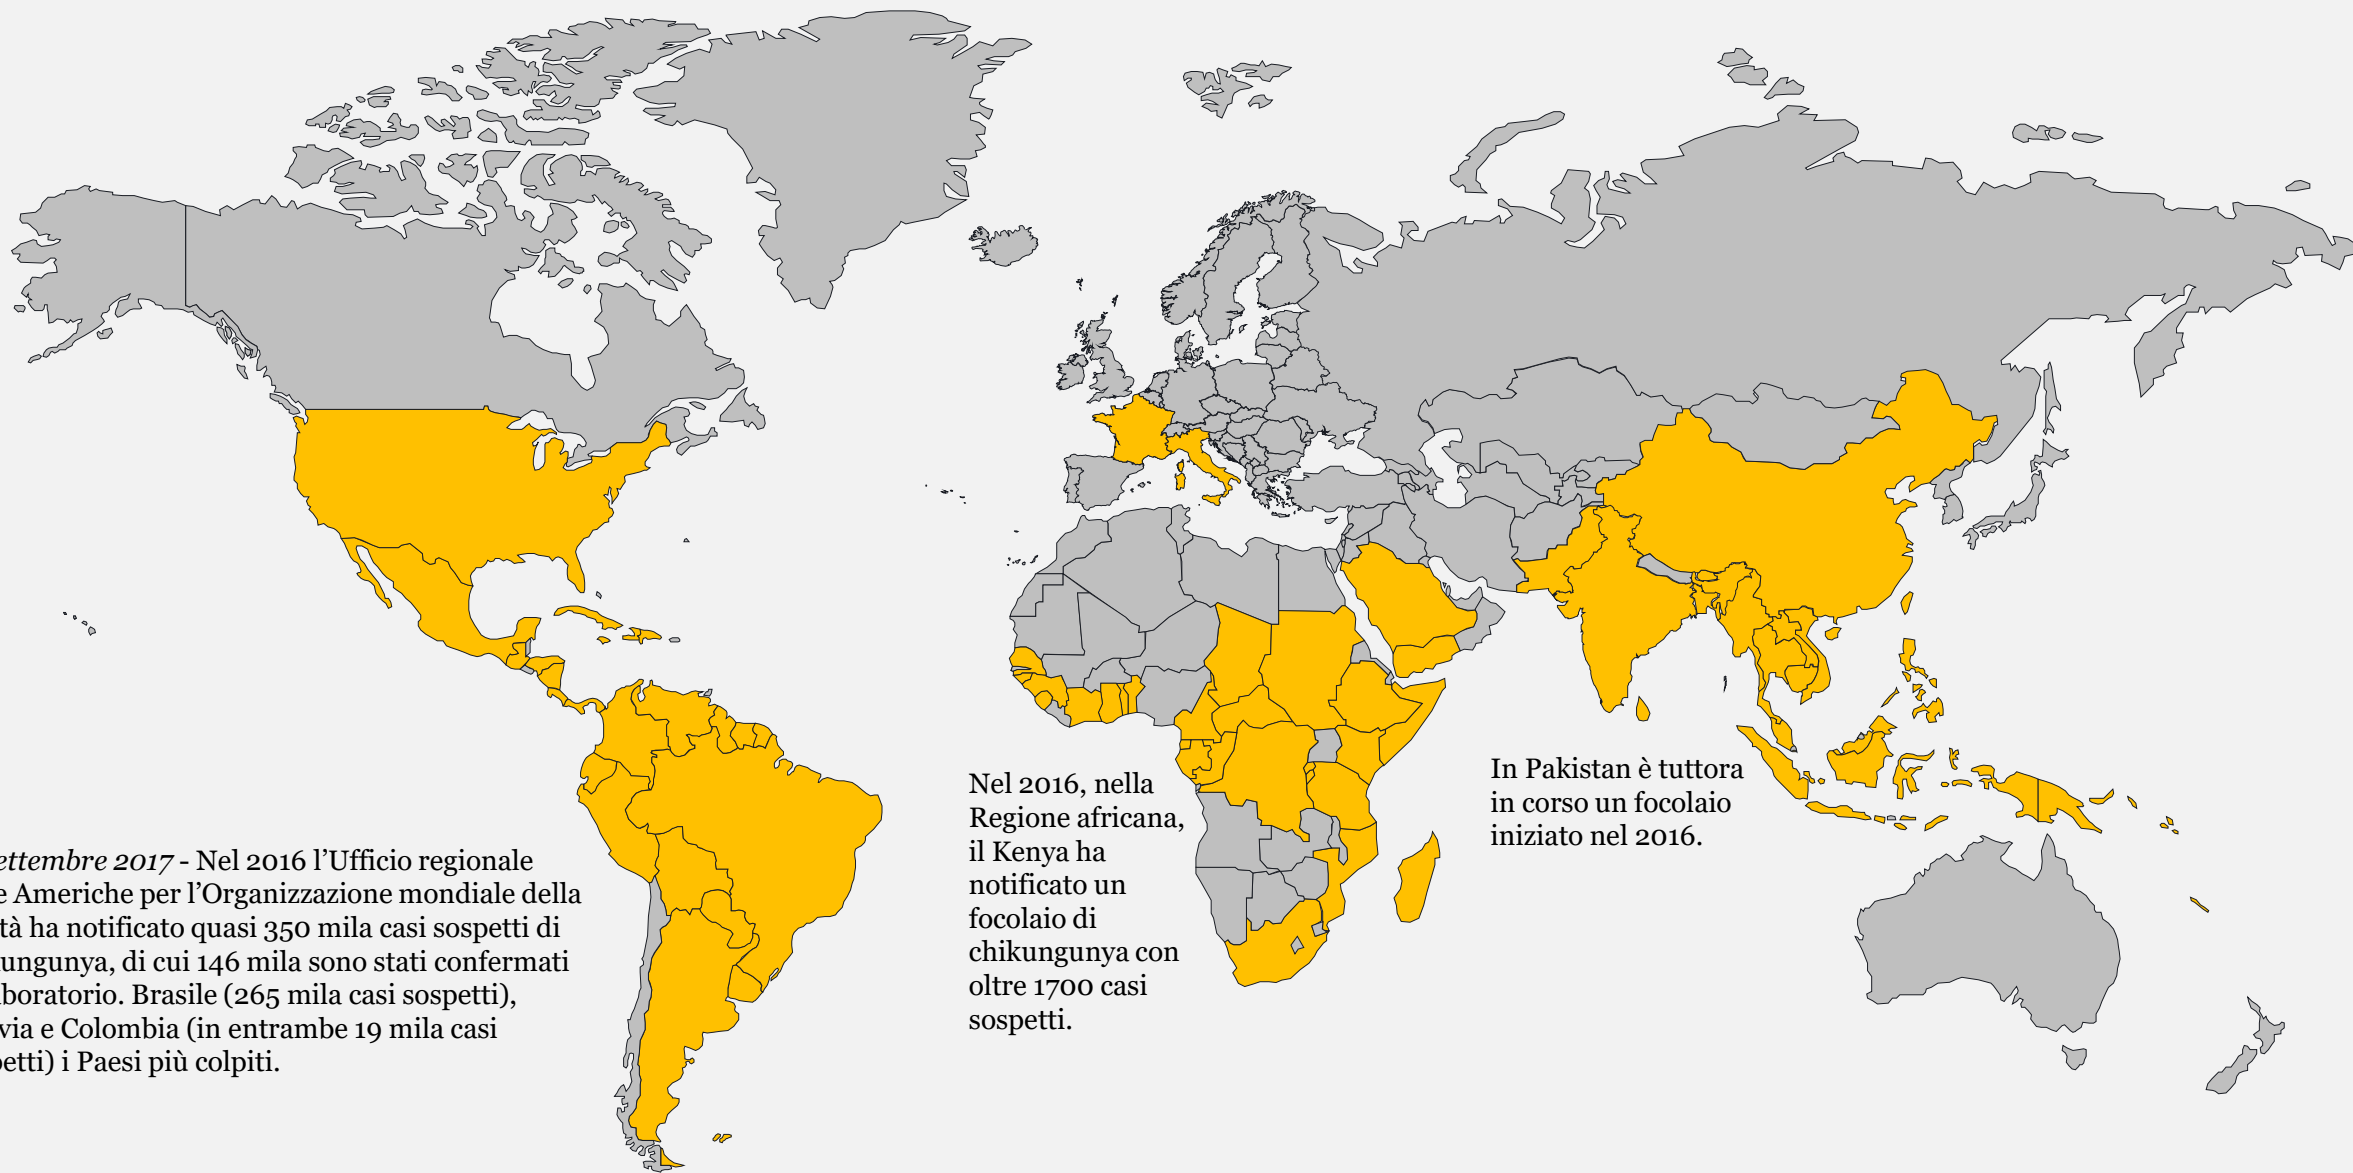 ettembre 2017 - Nel 2016 l’Ufficio regionale
e Americhe per l’Organizzazione mondiale della
tà ha notificato quasi 350 mila casi sospetti di
ungunya, di cui 146 mila sono stati confermati
boratorio. Brasile (265 mila casi sospetti),
via e Colombia (in entrambe 19 mila casi
petti) i Paesi più colpiti.
Nel 2016, nella
Regione africana,
il Kenya ha
notificato un
focolaio di
chikungunya con
oltre 1700 casi
sospetti.
In Pakistan è tuttora
in corso un focolaio
iniziato nel 2016.